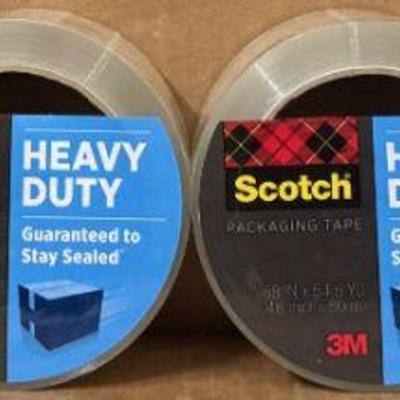 HEAVY
DUTY
Guaranteed to
Stay Sealed
Scotch
PACKAGING TAPE
3M
H
D
G
S